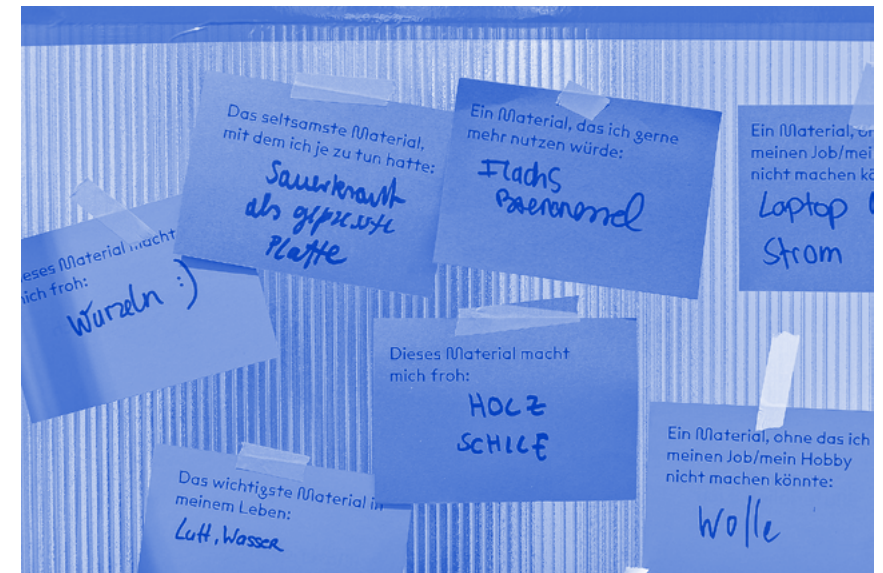 Das seltsamste Material,
mit dem ich je zu tun hatte:
Sauerkraut
als gepresste
Platte
Ein Material, das ich gerne
mehr nutzen würde:
Flachs
Brennessel
Ein Material,
meinen Job/mei
nicht machen kö
Laptop
Strom
eses Material macht
ich froh:
Wurzeln :)
Dieses Material macht
mich froh:
HOLZ
SCHILF
Ein Material, ohne das ich
meinen Job/mein Hobby
nicht machen könnte:
Wolle
Das wichtigste Material in
meinem Leben:
Luft, Wasser